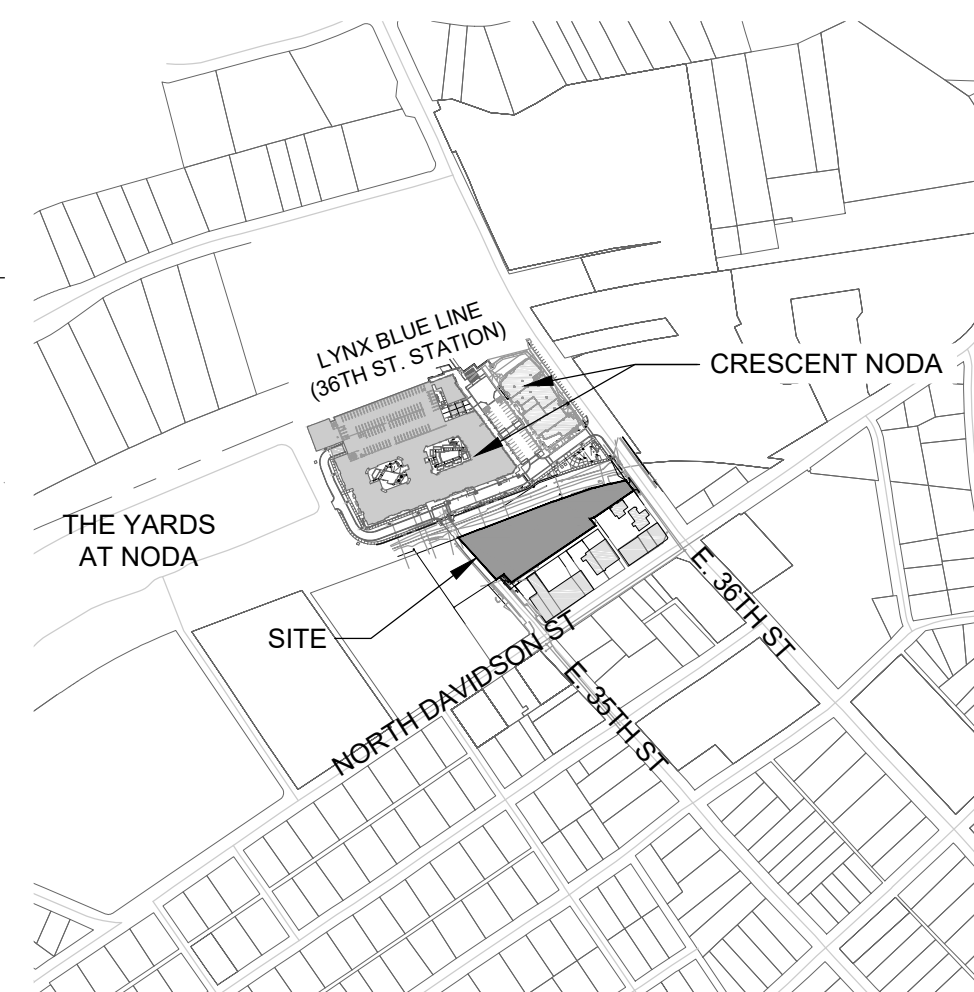 LYNX BLUE LINE
(36TH ST. STATION)
CRESCENT NODA
THE YARDS
AT NODA
SITE
E. 36TH ST
NORTH DAVIDSON ST
E. 35TH ST